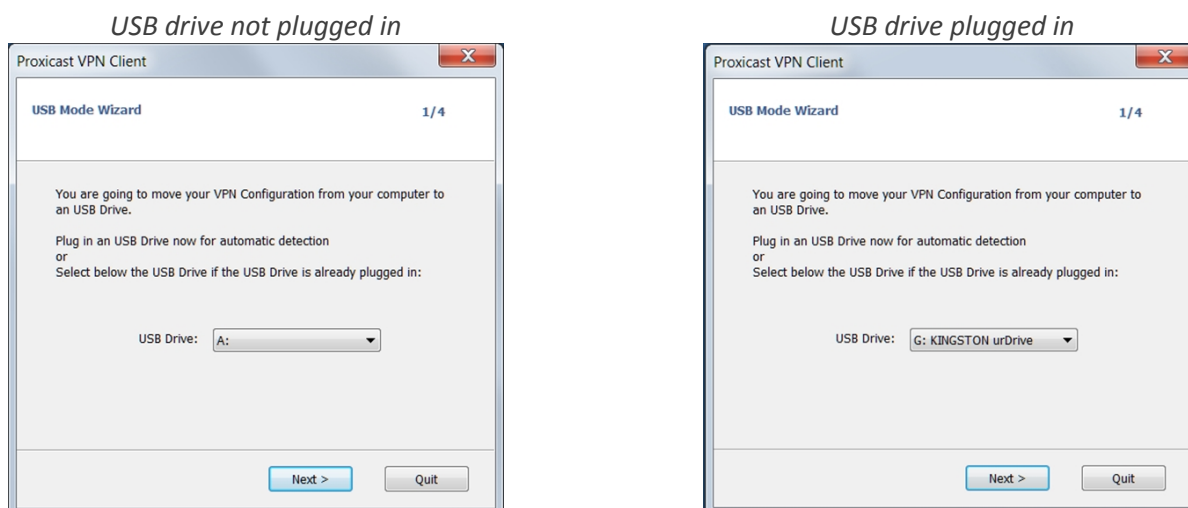 USB drive not plugged in
Proxicast VPN Client
USB Mode Wizard 1/4
You are going to move your VPN Configuration from your computer to
an USB Drive.
Plug in an USB Drive now for automatic detection
or
Select below the USB Drive if the USB Drive is already plugged in:
USB Drive: A:
Next > Quit
USB drive plugged in
Proxicast VPN Client
USB Mode Wizard 1/4
You are going to move your VPN Configuration from your computer to
an USB Drive.
Plug in an USB Drive now for automatic detection
or
Select below the USB Drive if the USB Drive is already plugged in:
USB Drive: G: KINGSTON urDrive
Next > Quit